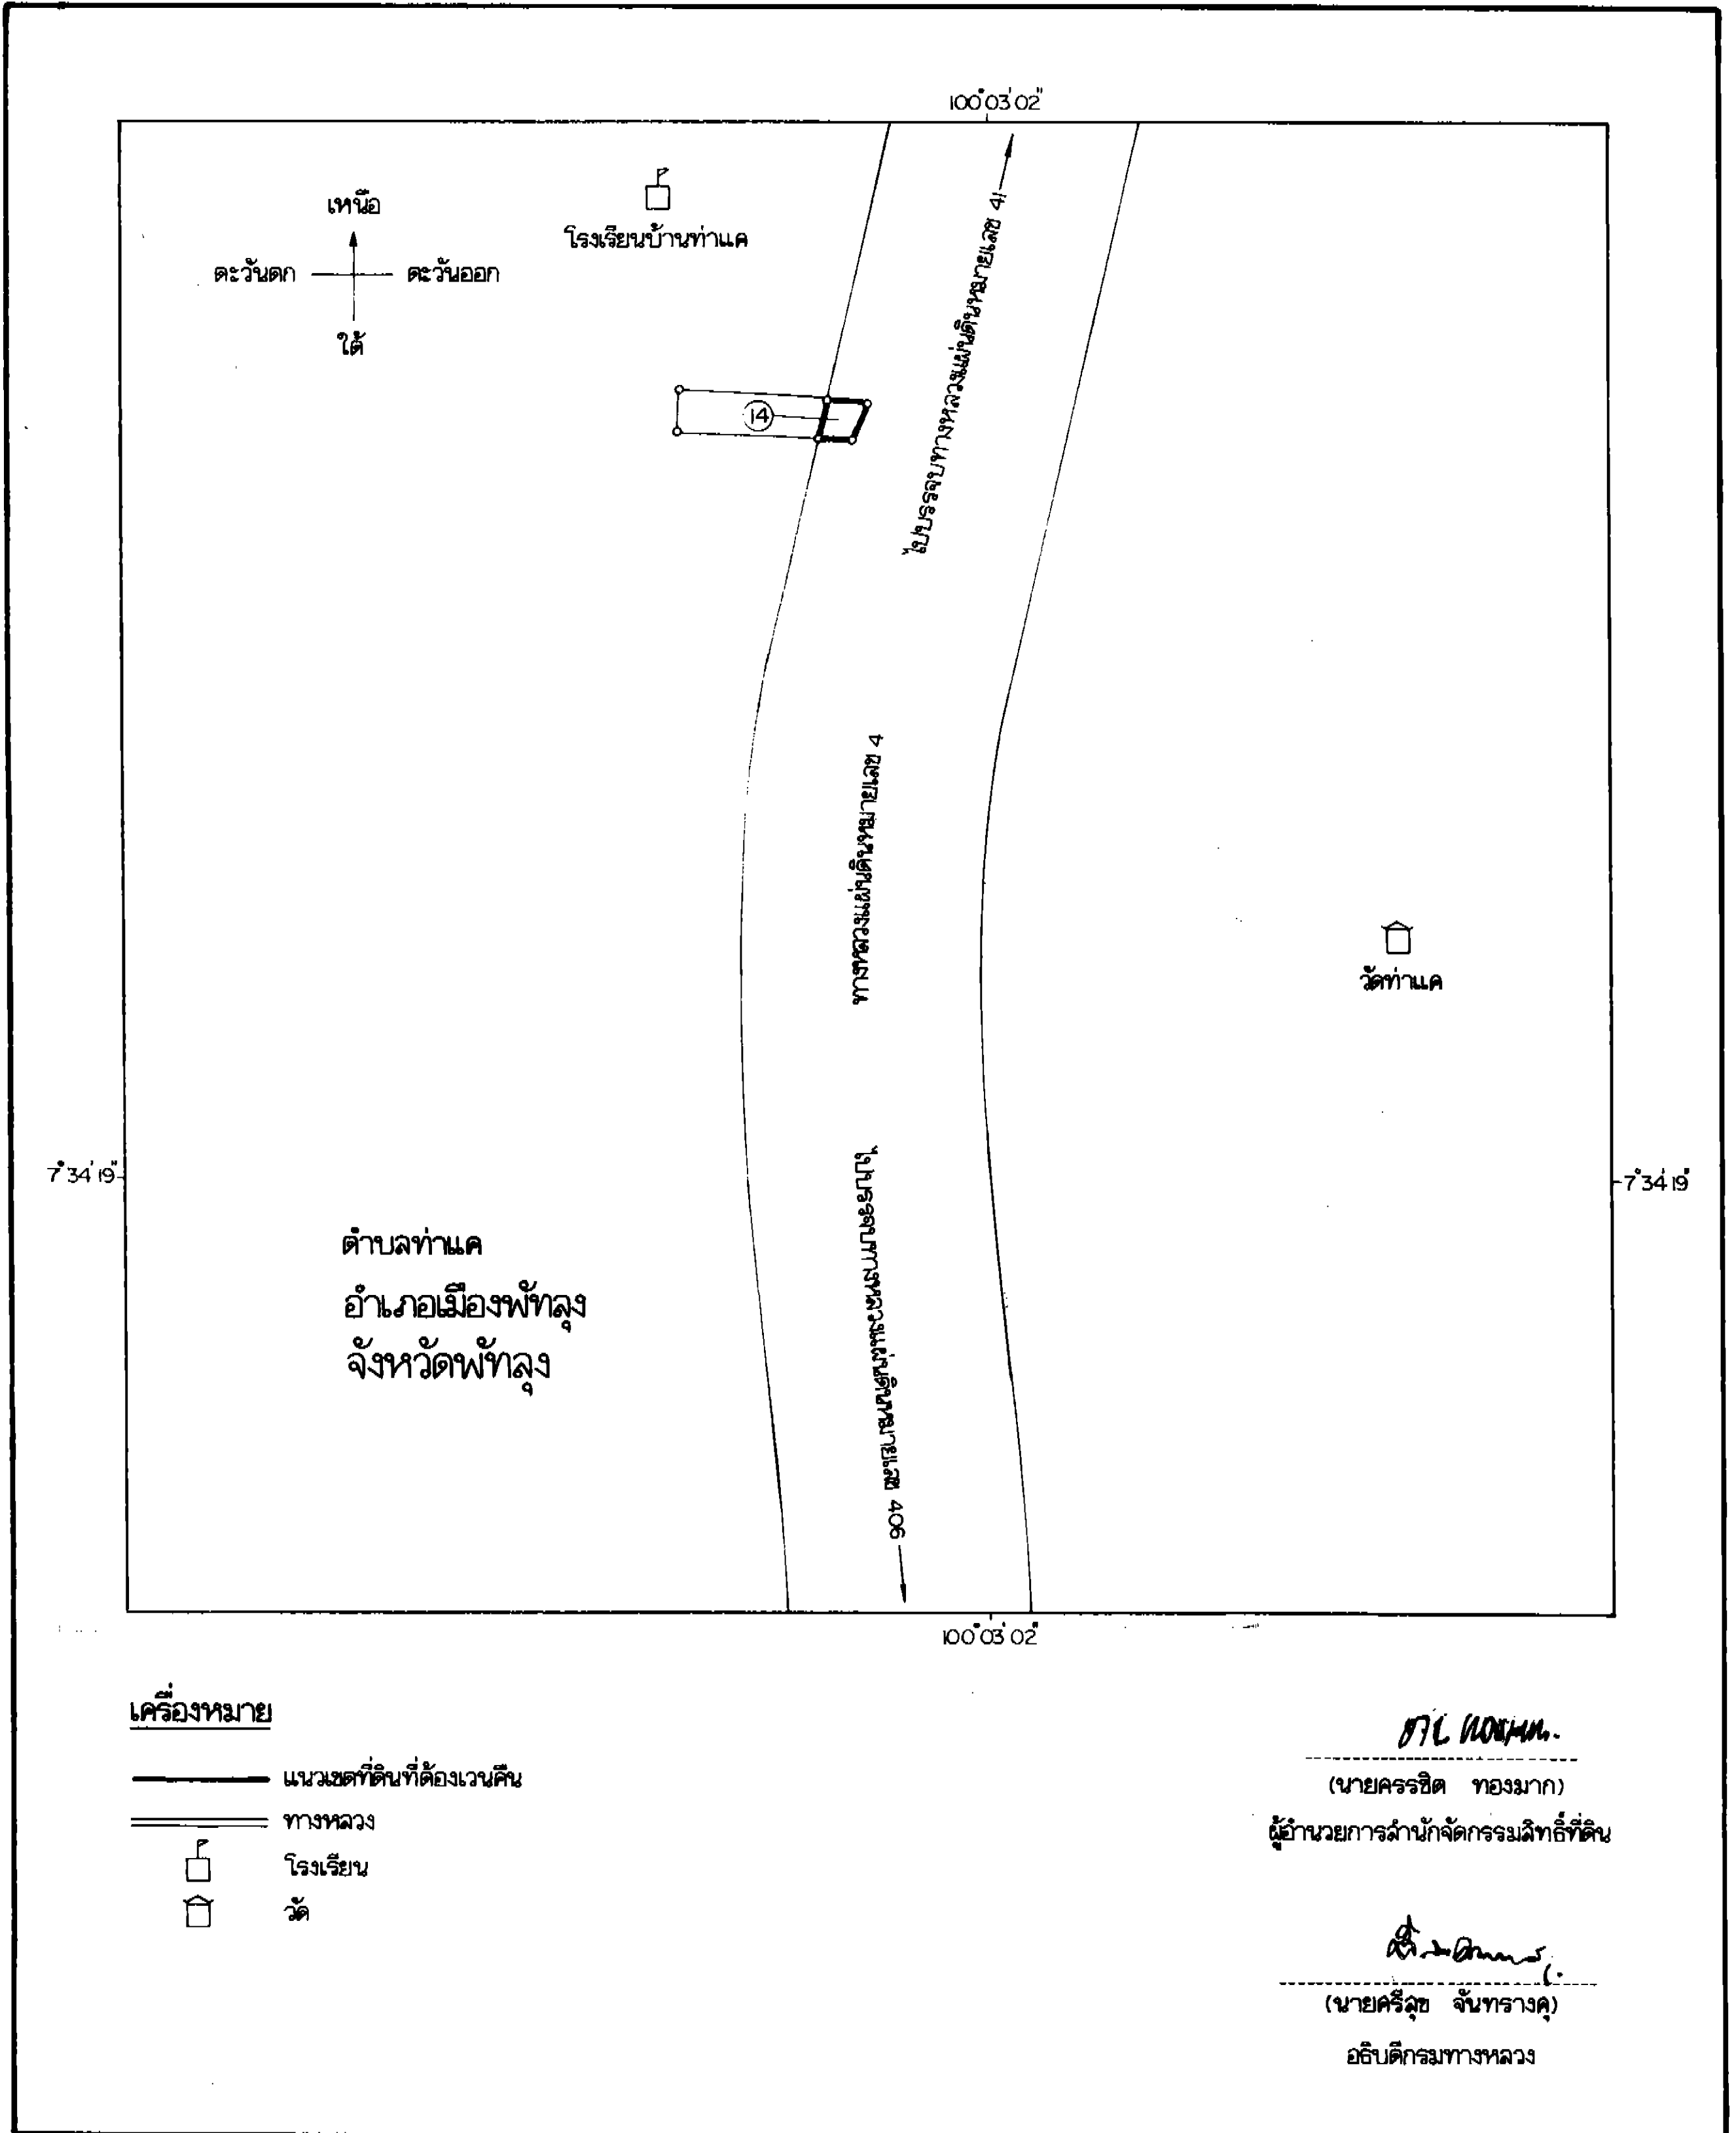 100°03'02"
เหนือ
ตะวันตก
ตะวันออก
ใต้
โรงเรียนบ้านท่าแค
ไปบรรจบทางหลวงแผ่นดินหมายเลข 41
14
ทางหลวงแผ่นดินหมายเลข 4
วัดท่าแค
7°34'19"
7°34'19"
ไปบรรจบทางหลวงแผ่นดินหมายเลข 406
ตำบลท่าแค
อำเภอเมืองพัทลุง
จังหวัดพัทลุง
100°03'02"
เครื่องหมาย
แนวเขตที่ดินที่ต้องเวนคืน
ทางหลวง
โรงเรียน
วัด
(นายครรชิต ทองมาก)
ผู้อำนวยการสำนักจัดกรรมสิทธิ์ที่ดิน
(นายศรีสุข จันทรางศุ)
อธิบดีกรมทางหลวง